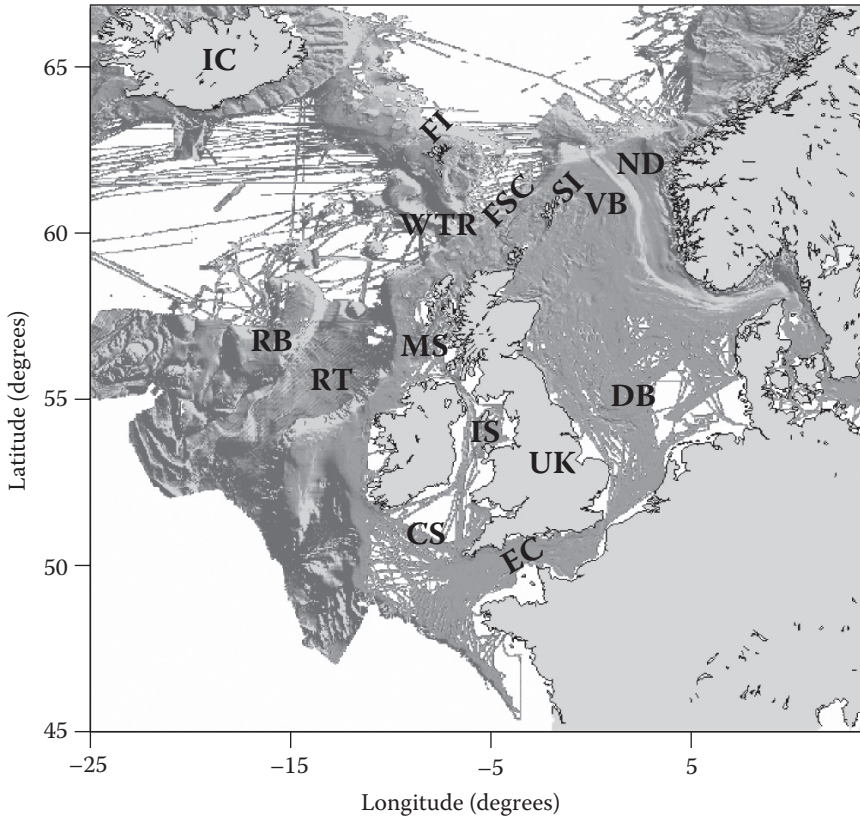 IC
65
FI
ND
SI
FSC
VB
WTR
60
RB
MS
RT
55
DB
IS
UK
CS
EC
50
45
−25
−15
−5
5
Latitude (degrees)
Longitude (degrees)